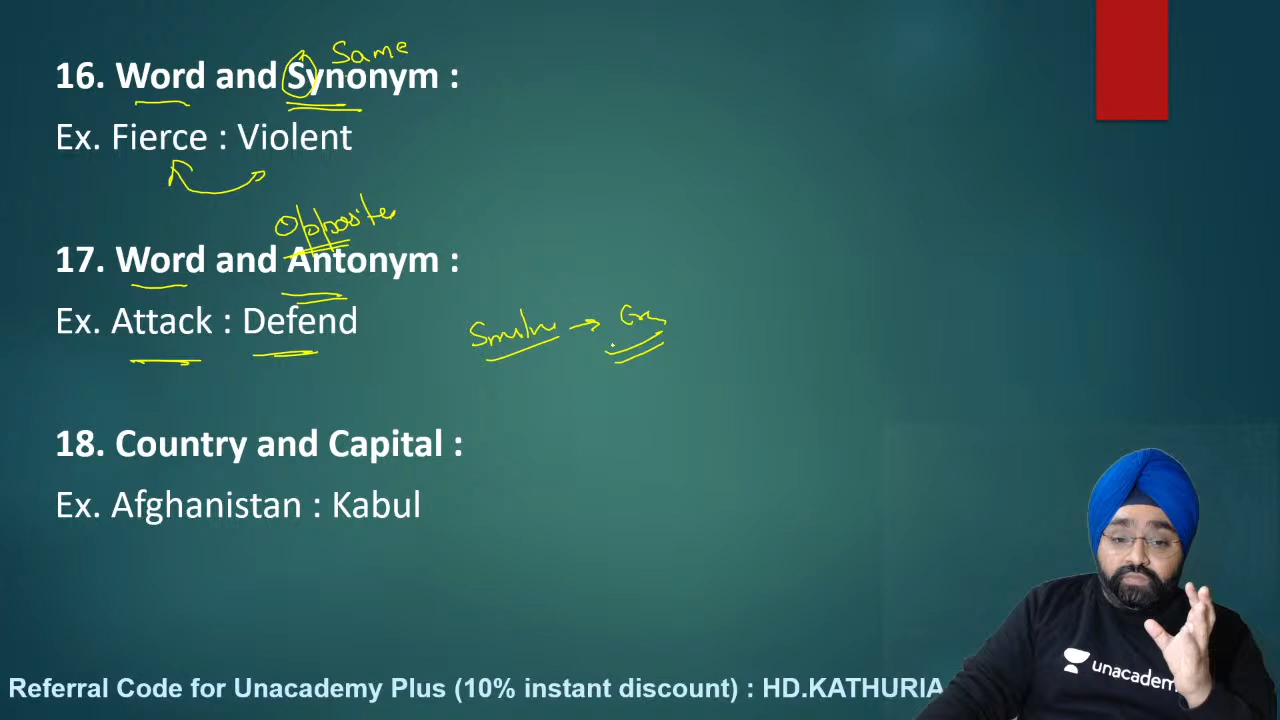 Same
16. Word and Synonym :
Ex. Fierce : Violent
Opposite
17. Word and Antonym :
Ex. Attack : Defend
18. Country and Capital :
Ex. Afghanistan : Kabul
unacademy
Referral Code for Unacademy Plus (10% instant discount) : HD.KATHURIA